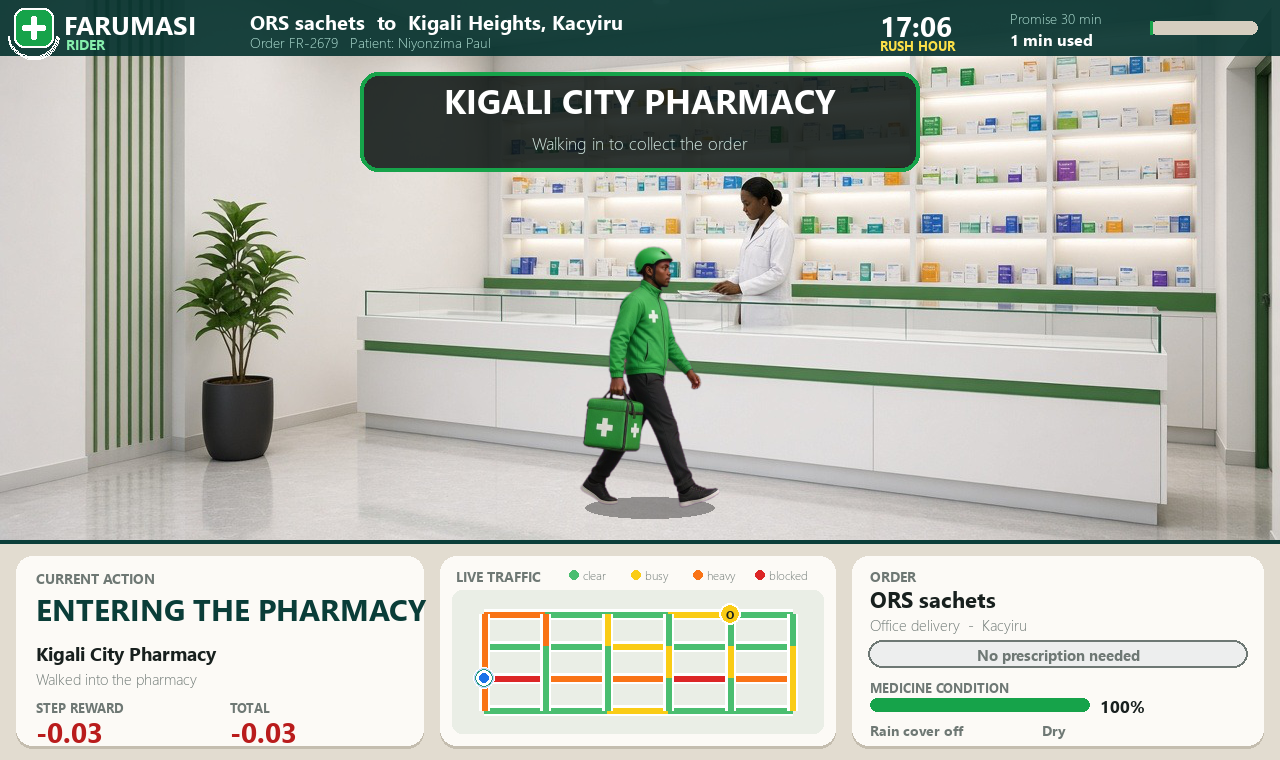 FARUMASI
RIDER
ORS sachets to Kigali Heights, Kacyiru
Order FR-2679 Patient: Niyonzima Paul
17:06
RUSH HOUR
Promise 30 min
1 min used
KIGALI CITY PHARMACY
Walking in to collect the order
CURRENT ACTION
ENTERING THE PHARMACY
Kigali City Pharmacy
Walked into the pharmacy
STEP REWARD
-0.03
TOTAL
-0.03
LIVE TRAFFIC
clear
busy
heavy
blocked
O
ORDER
ORS sachets
Office delivery - Kacyiru
No prescription needed
MEDICINE CONDITION
100%
Rain cover off
Dry